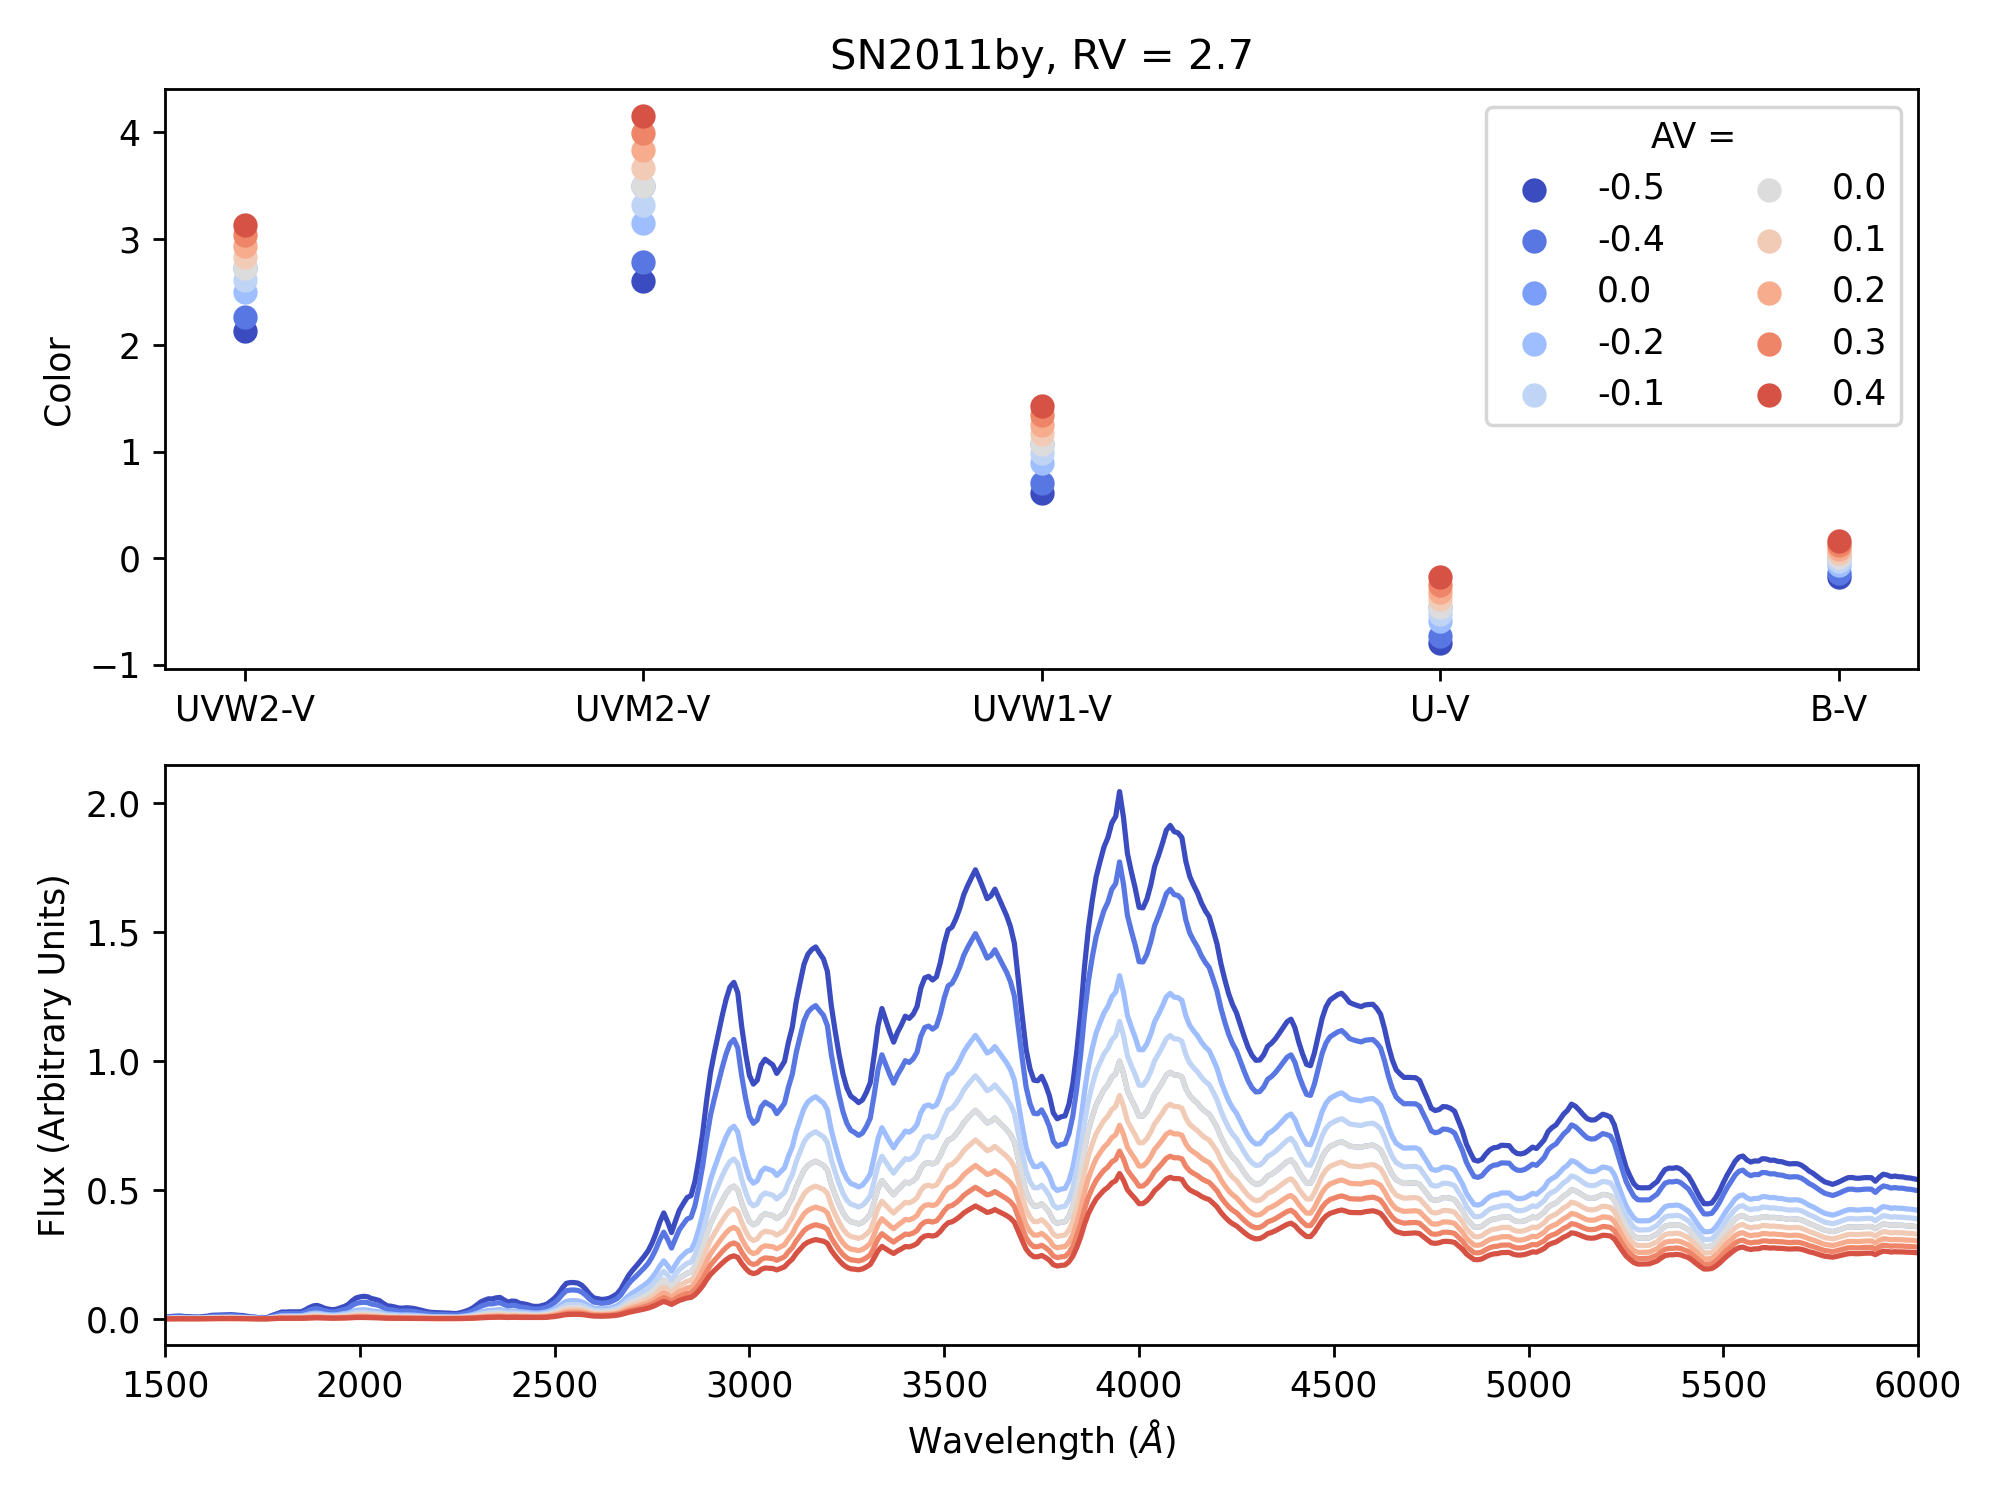 SN2011by, RV = 2.7
Color
4
3
2
1
0
−1
AV =
-0.5 0.0
-0.4 0.1
0.0 0.2
-0.2 0.3
-0.1 0.4
UVW2-V UVM2-V UVW1-V U-V B-V
Flux (Arbitrary Units)
2.0
1.5
1.0
0.5
0.0
1500 2000 2500 3000 3500 4000 4500 5000 5500 6000
Wavelength (Å)